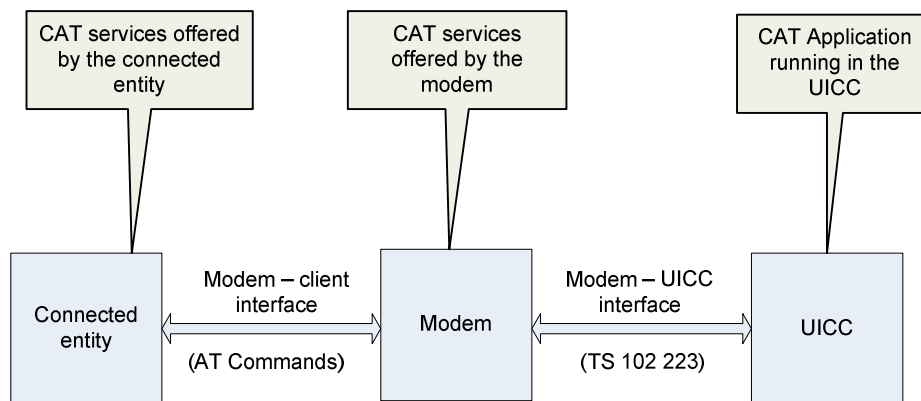 CAT services offered
by the connected
entity
CAT services
offered by the
modem
CAT Application
running in the
UICC
Connected
entity
Modem – client
interface
(AT Commands)
Modem
Modem – UICC
interface
(TS 102 223)
UICC